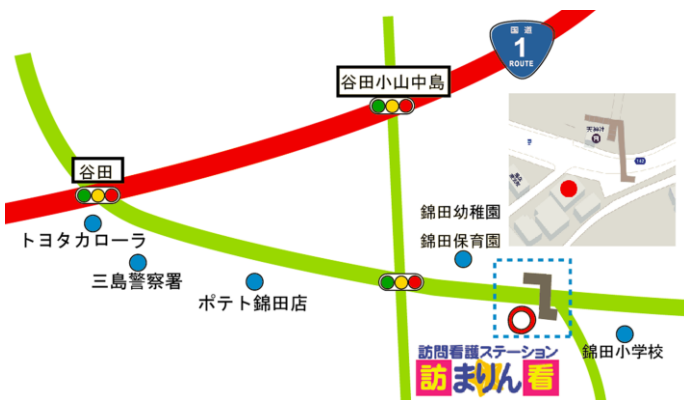 国道
1
ROUTE
谷田小山中島
谷田
トヨタカローラ
三島警察署
ポテト錦田店
錦田幼稚園
錦田保育園
142
錦田小学校
訪問看護ステーション
訪まりん看